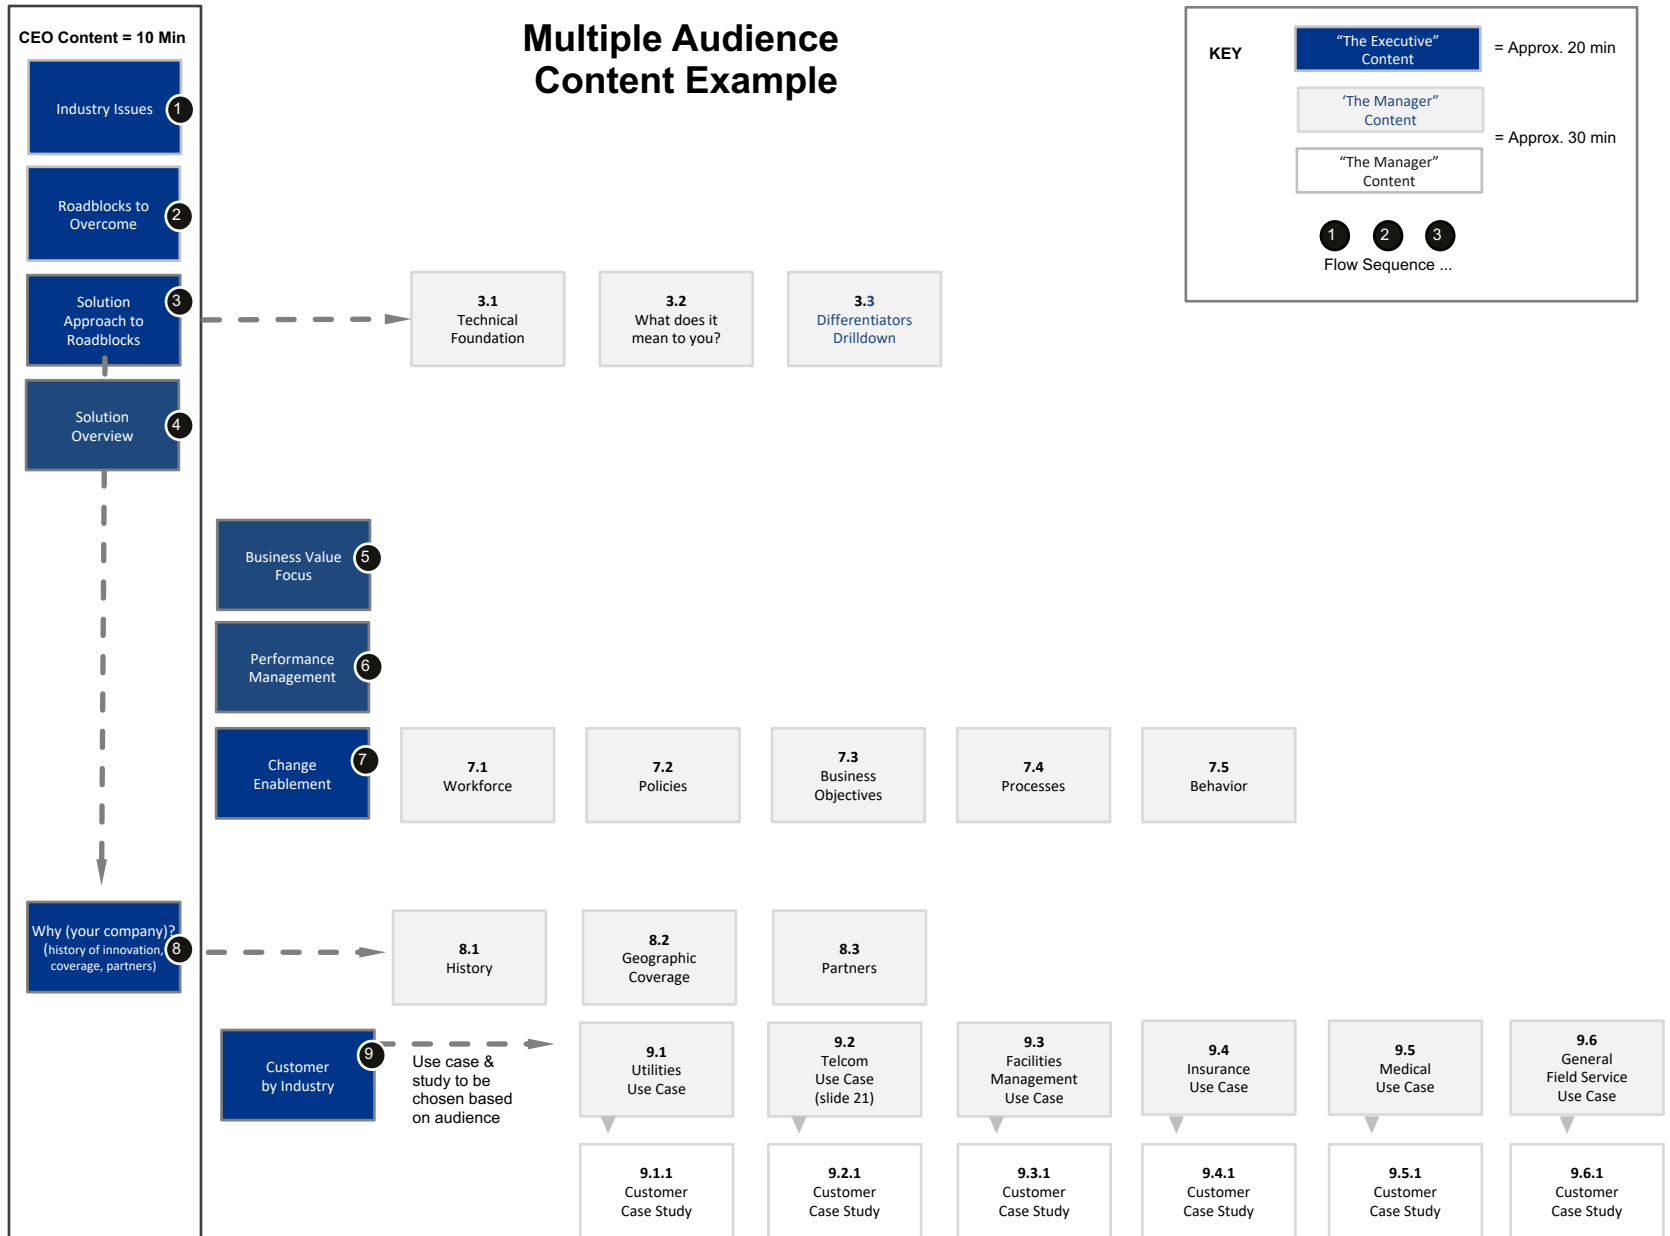 CEO Content = 10 Min
Multiple Audience
Content Example
KEY
“The Executive”
Content
= Approx. 20 min
‘The Manager”
Content
= Approx. 30 min
“The Manager”
Content
1 2 3
Flow Sequence ...
Industry Issues
1
Roadblocks to
Overcome
2
Solution
Approach to
Roadblocks
3
3.1
Technical
Foundation
3.2
What does it
mean to you?
3.3
Differentiators
Drilldown
Solution
Overview
4
Business Value
Focus
5
Performance
Management
6
Change
Enablement
7
7.1
Workforce
7.2
Policies
7.3
Business
Objectives
7.4
Processes
7.5
Behavior
Why (your company)?
(history of innovation,
coverage, partners)
8
8.1
History
8.2
Geographic
Coverage
8.3
Partners
Customer
by Industry
9
Use case &
study to be
chosen based
on audience
9.1
Utilities
Use Case
9.2
Telcom
Use Case
(slide 21)
9.3
Facilities
Management
Use Case
9.4
Insurance
Use Case
9.5
Medical
Use Case
9.6
General
Field Service
Use Case
9.1.1
Customer
Case Study
9.2.1
Customer
Case Study
9.3.1
Customer
Case Study
9.4.1
Customer
Case Study
9.5.1
Customer
Case Study
9.6.1
Customer
Case Study